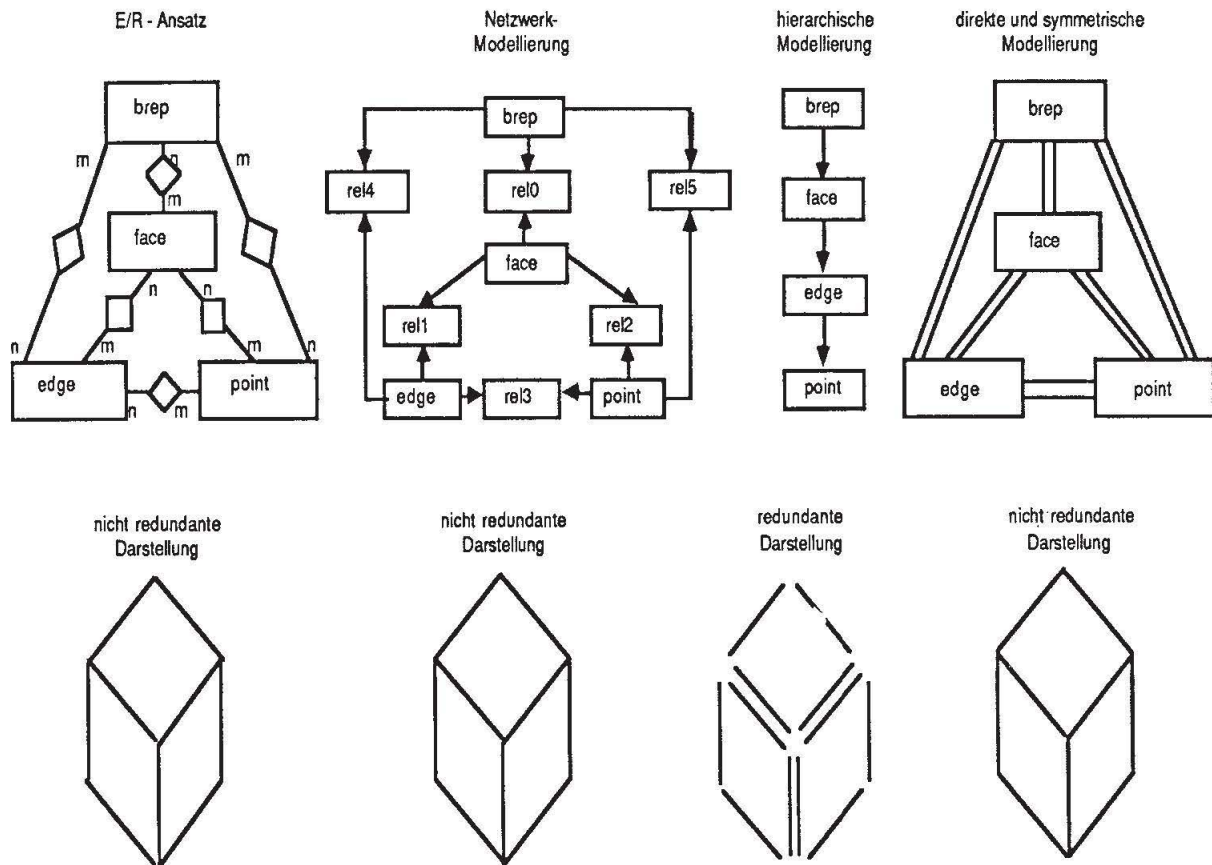 E/R - Ansatz
Netzwerk-
Modellierung
hierarchische
Modellierung
direkte und symmetrische
Modellierung
brep
m
n
m
m
face
n
n
n
m
m
n
edge
n
m
point
brep
rel4
rel0
rel5
face
rel1
rel2
edge
rel3
point
brep
face
edge
point
brep
face
edge
point
nicht redundante
Darstellung
nicht redundante
Darstellung
redundante
Darstellung
nicht redundante
Darstellung